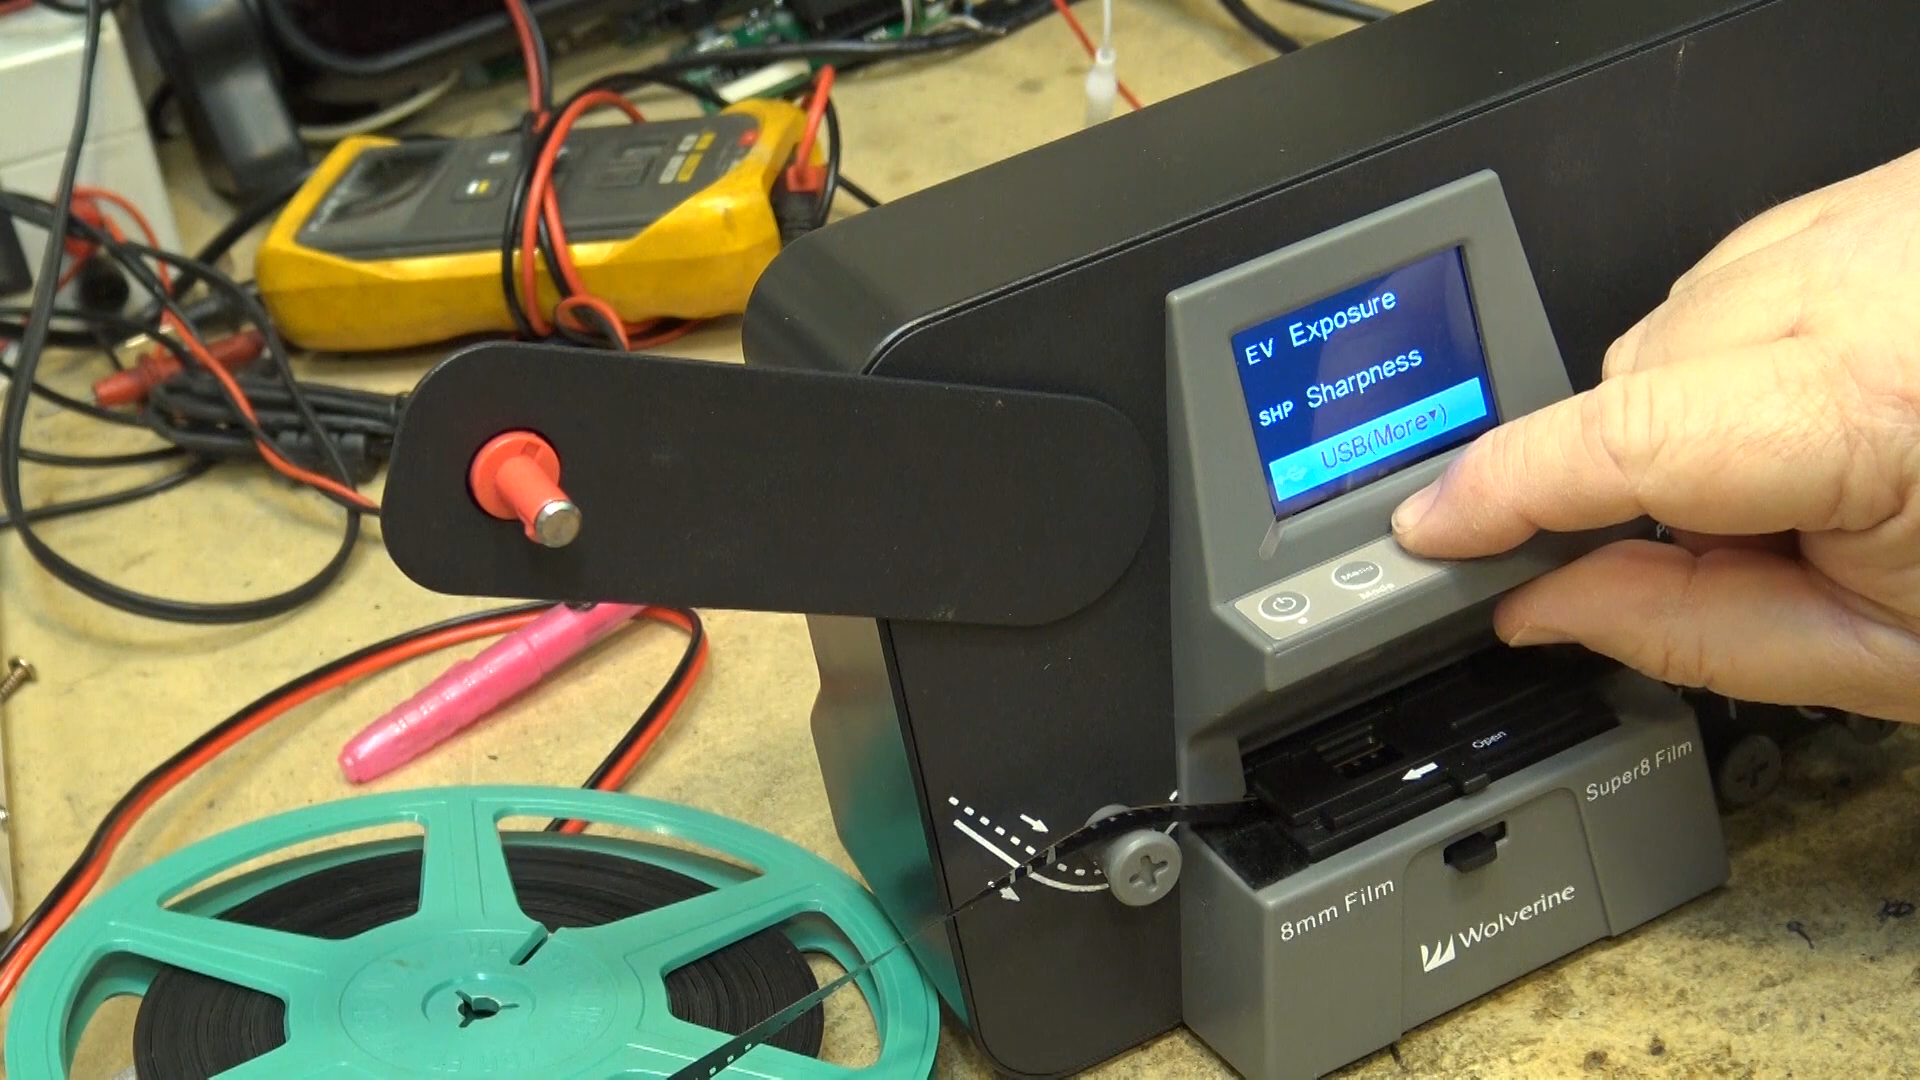 EV Exposure
SHP Sharpness
USB(More▾)
Menu
Mode
Open
8mm Film
Super8 Film
Wolverine